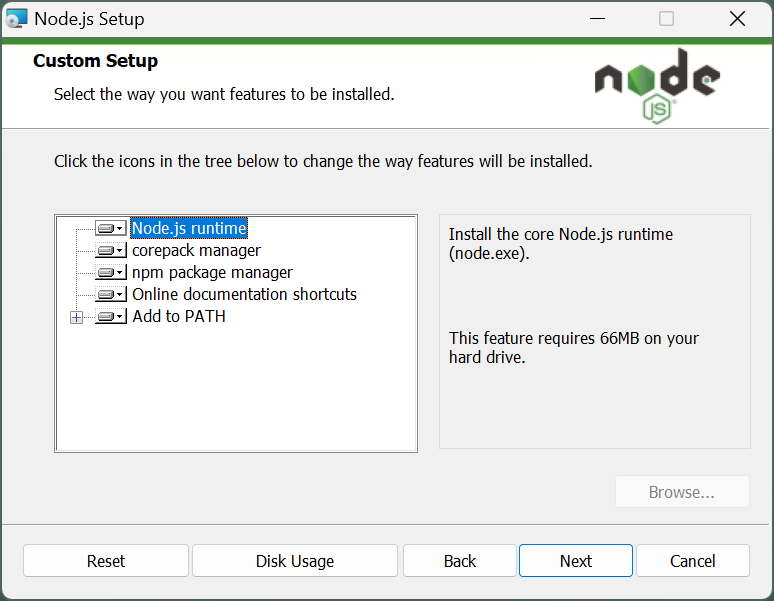 Node.js Setup
Custom Setup
Select the way you want features to be installed.
node
JS
Click the icons in the tree below to change the way features will be installed.
Node.js runtime
corepack manager
npm package manager
Online documentation shortcuts
Add to PATH
Install the core Node.js runtime
(node.exe).
This feature requires 66MB on your
hard drive.
Browse...
Reset
Disk Usage
Back
Next
Cancel